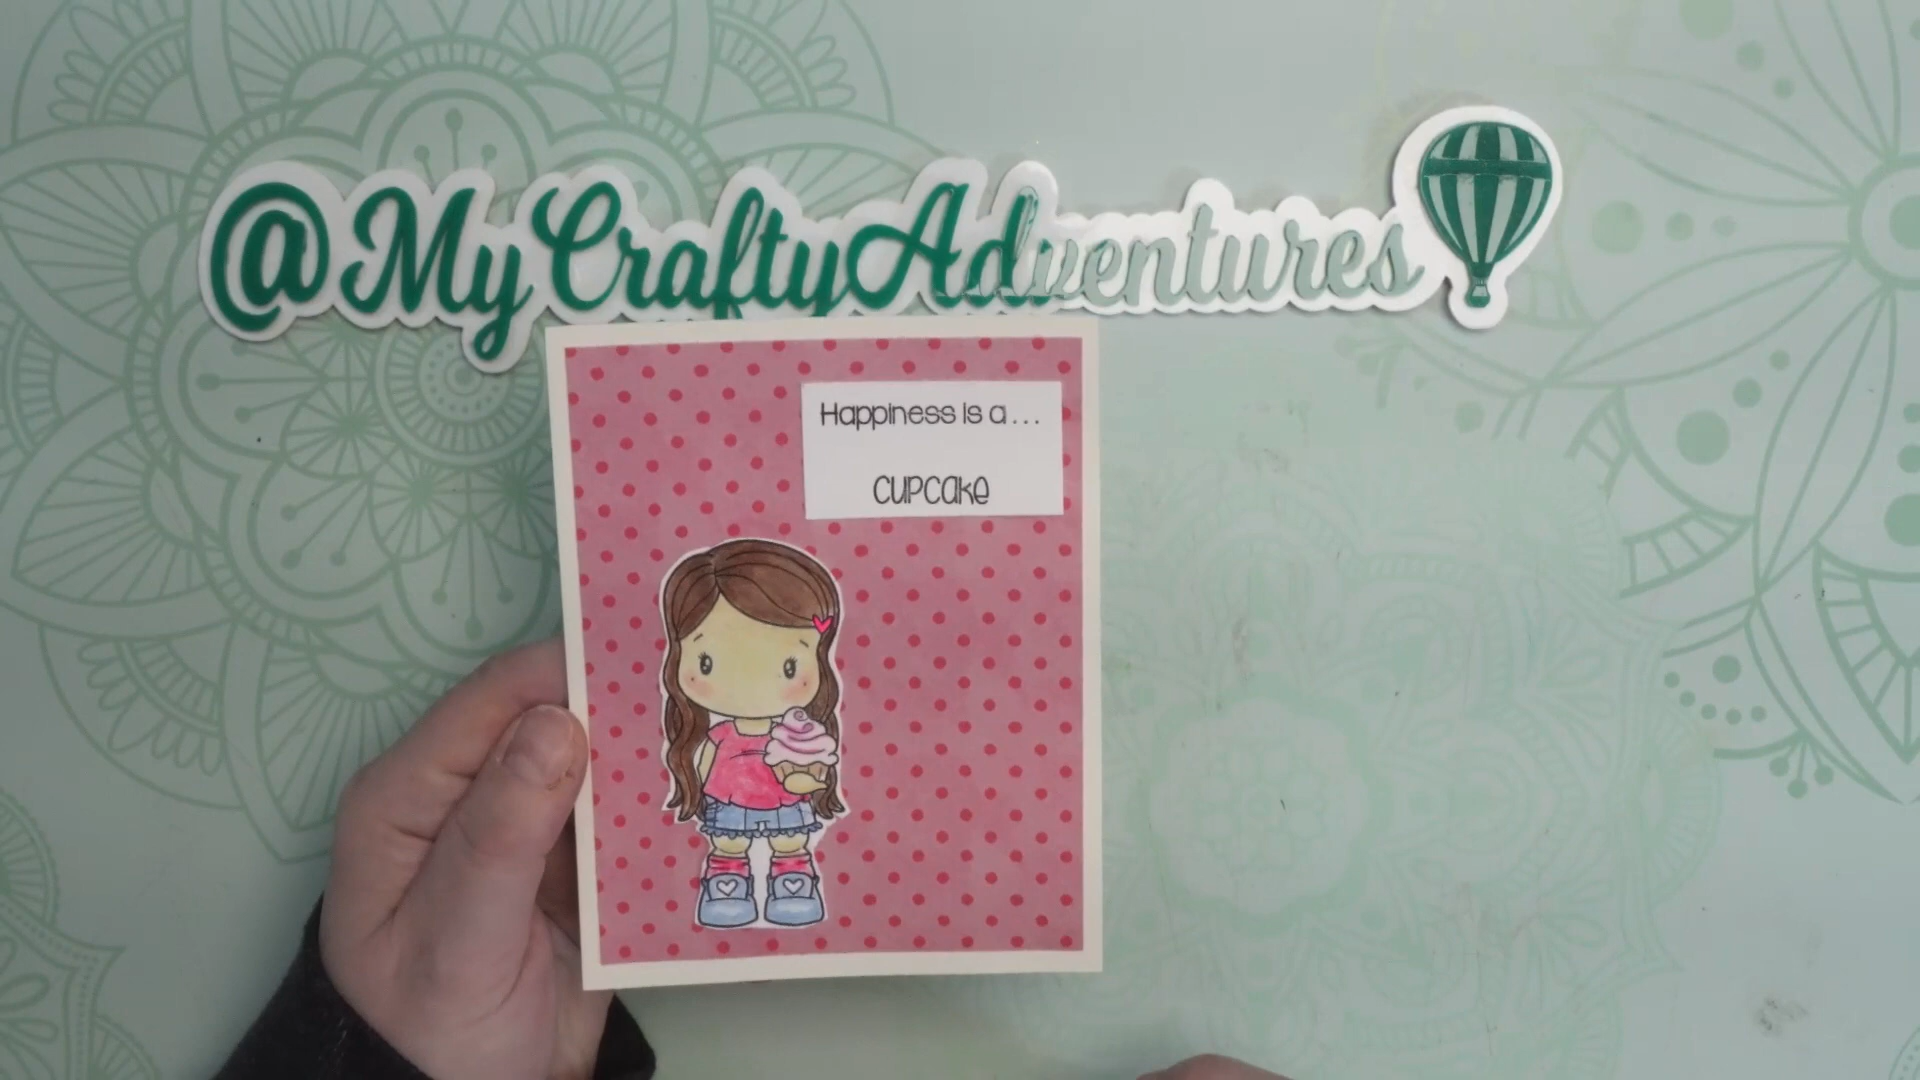 @MyCraftyAdventures
Happiness is a . . .
CUPCAKE